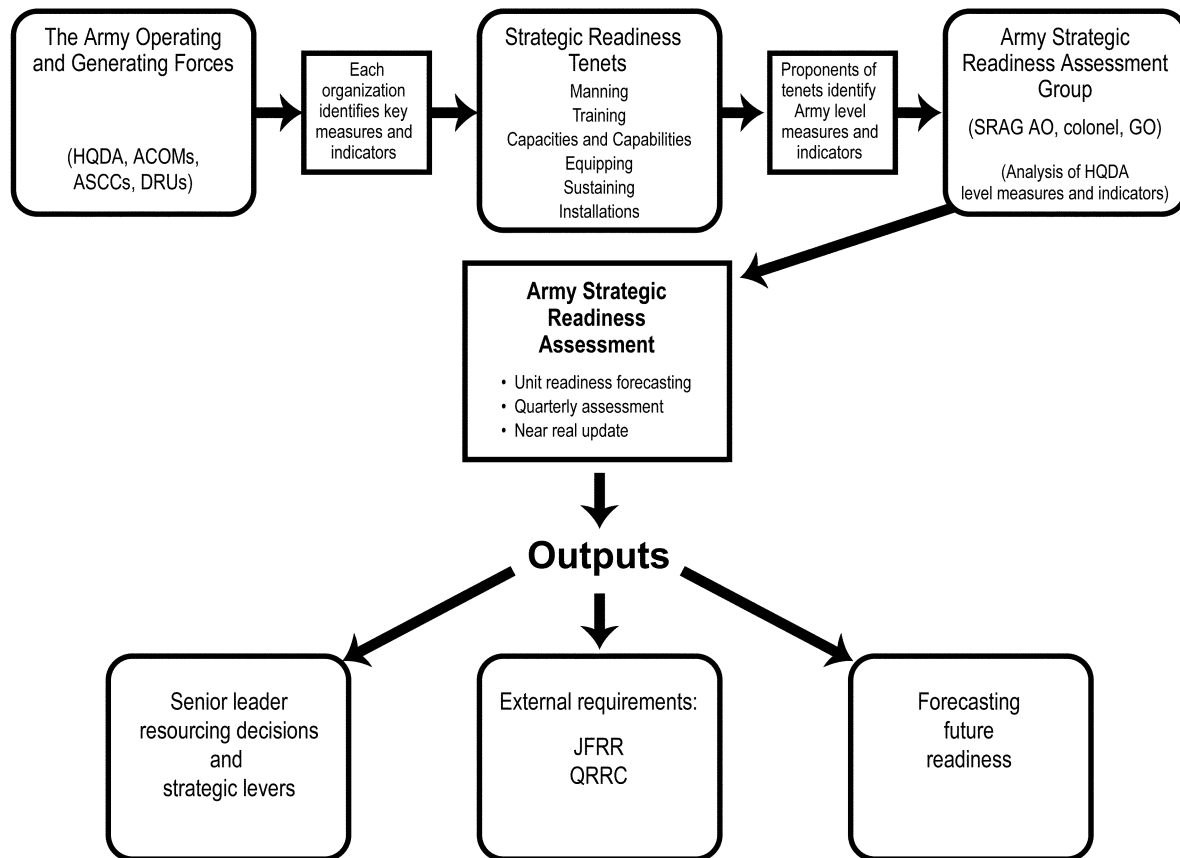 The Army Operating
and Generating Forces
(HQDA, ACOMs,
ASCCs, DRUs)
Each
organization
identifies key
measures and
indicators
Strategic Readiness
Tenets
Manning
Training
Capacities and Capabilities
Equipping
Sustaining
Installations
Proponents of
tenets identify
Army level
measures and
indicators
Army Strategic
Readiness Assessment
Group
(SRAG AO, colonel, GO)
(Analysis of HQDA
level measures and indicators)
Army Strategic
Readiness
Assessment
• Unit readiness forecasting
• Quarterly assessment
• Near real update
Outputs
Senior leader
resourcing decisions
and
strategic levers
External requirements:
JFRR
QRRC
Forecasting
future
readiness